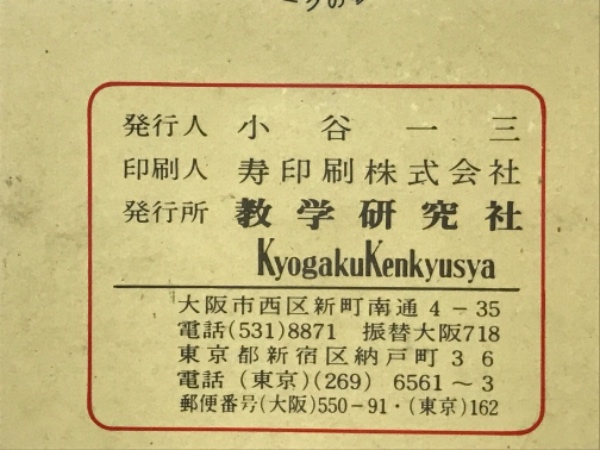 発行人 小谷一三
印刷人 寿印刷株式会社
発行所 教学研究社
KyogakuKenkyusya
大阪市西区新町南通4-35
電話(531)8871 振替大阪718
東京都新宿区納戸町36
電話(東京)(269) 6561~3
郵便番号(大阪)550-91・(東京)162